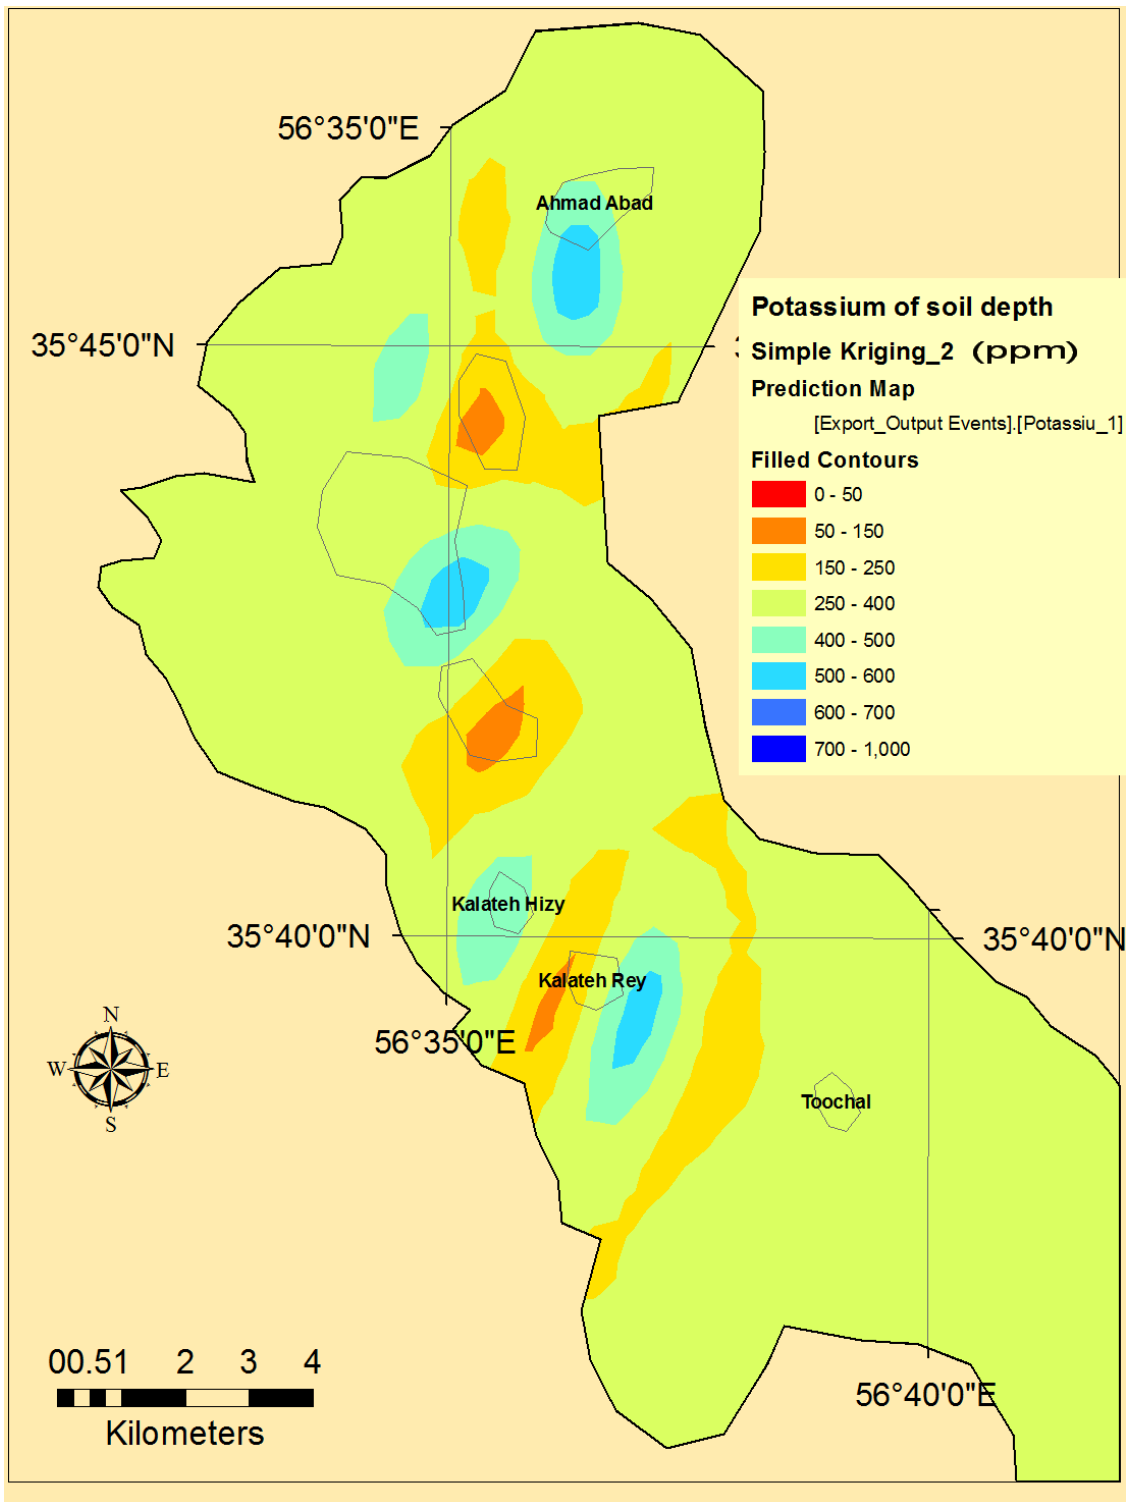 56°35'0"E
Ahmad Abad
35°45'0"N
Potassium of soil depth
Simple Kriging_2 (ppm)
Prediction Map
[Export_Output Events].[Potassiu_1]
Filled Contours
0 - 50
50 - 150
150 - 250
250 - 400
400 - 500
500 - 600
600 - 700
700 - 1,000
Kalateh Hizy
35°40'0"N
35°40'0"N
Kalateh Rey
N
W
E
S
56°35'0"E
Toochal
00.51 2 3 4
Kilometers
56°40'0"E